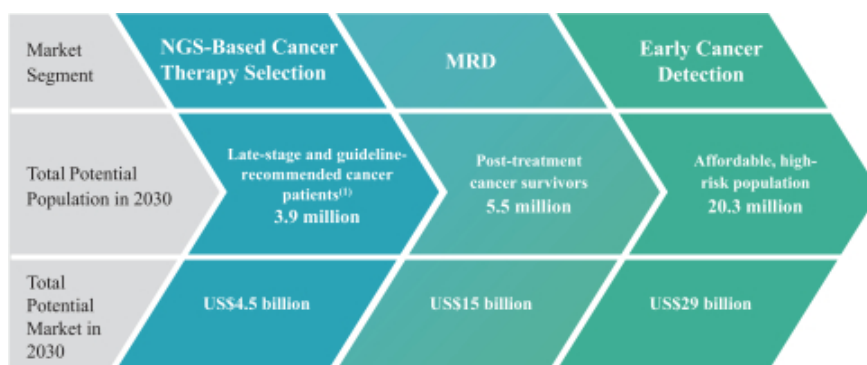 Market
Segment
NGS-Based Cancer
Therapy Selection
MRD
Early Cancer
Detection
Total Potential
Population in 2030
Late-stage and guideline-
recommended cancer
patients(1)
3.9 million
Post-treatment
cancer survivors
5.5 million
Affordable, high-
risk population
20.3 million
Total
Potential
Market in
2030
US$4.5 billion
US$15 billion
US$29 billion